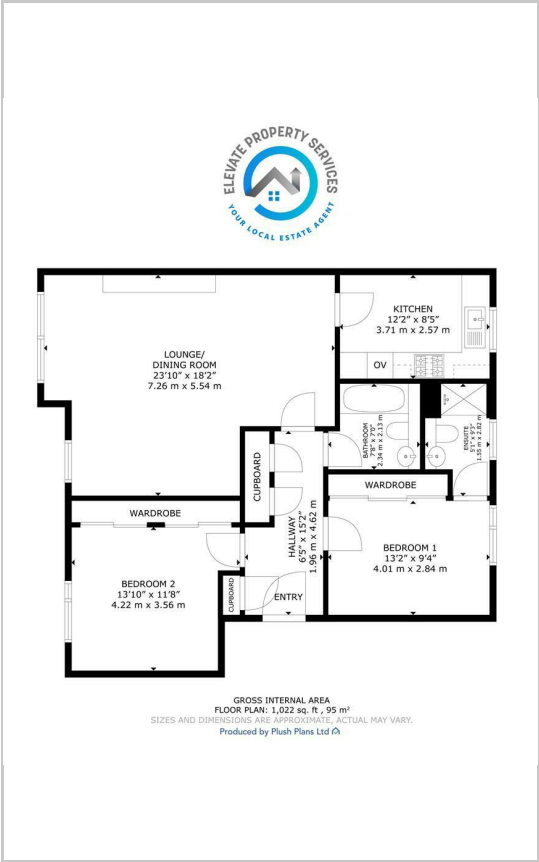 ELEVATE PROPERTY SERVICES
YOUR LOCAL ESTATE AGENT
KITCHEN
12'2" x 8'5"
3.71 m x 2.57 m
LOUNGE/
DINING ROOM
23'10" x 18'2"
7.26 m x 5.54 m
OV
BATHROOM
7'8" x 7'0"
2.34 m x 2.13 m
ENSUITE
5'1" x 9'3"
1.55 m x 2.82 m
CUPBOARD
WARDROBE
WARDROBE
HALLWAY
6'5" x 15'2"
1.96 m x 4.62 m
BEDROOM 1
13'2" x 9'4"
4.01 m x 2.84 m
BEDROOM 2
13'10" x 11'8"
4.22 m x 3.56 m
CUPBOARD
ENTRY
GROSS INTERNAL AREA
FLOOR PLAN: 1,022 sq. ft , 95 m²
SIZES AND DIMENSIONS ARE APPROXIMATE, ACTUAL MAY VARY.
Produced by Plush Plans Ltd